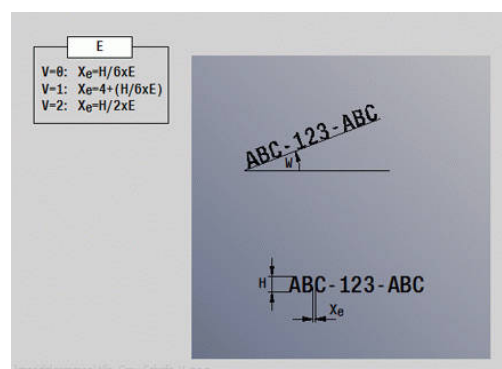 E
V=0: Xe=H/6xE
V=1: Xe=4+(H/6xE)
V=2: Xe=H/2xE
ABC-123-ABC
W
H
ABC-123-ABC
Xe